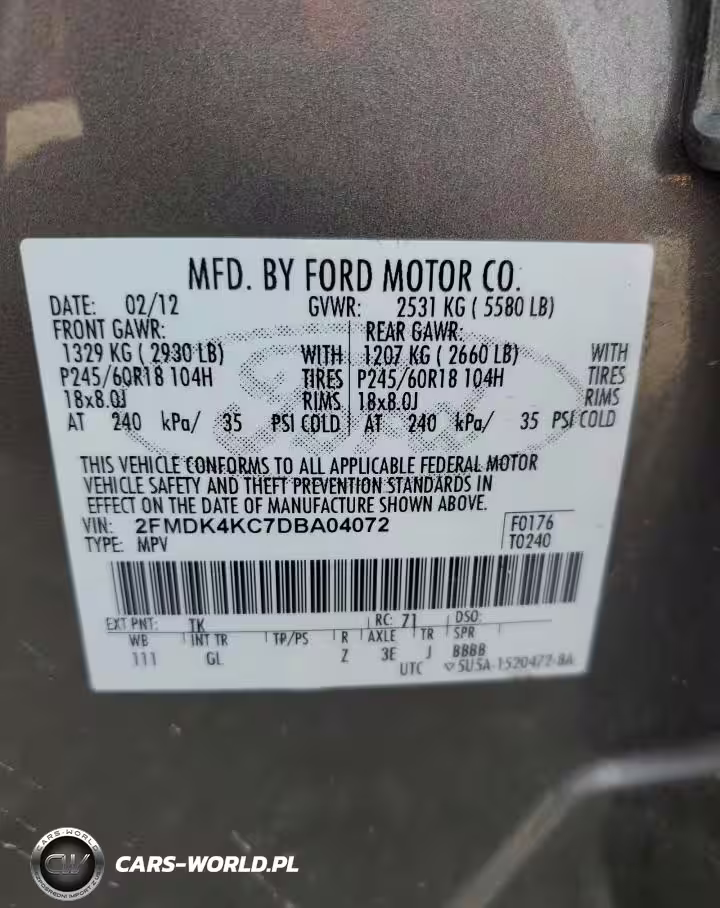 MFD. BY FORD MOTOR CO.
DATE: 02/12 GVWR: 2531 KG ( 5580 LB)
FRONT GAWR: REAR GAWR:
1329 KG ( 2930 LB) WITH 1207 KG ( 2660 LB) WITH
P245/60R18 104H TIRES P245/60R18 104H TIRES
18x8.0J RIMS 18x8.0J RIMS
AT 240 kPa/ 35 PSI COLD AT 240 kPa/ 35 PSI COLD
THIS VEHICLE CONFORMS TO ALL APPLICABLE FEDERAL MOTOR
VEHICLE SAFETY AND THEFT PREVENTION STANDARDS IN
EFFECT ON THE DATE OF MANUFACTURE SHOWN ABOVE.
VIN: 2FMDK4KC7DBA04072 F0176
TYPE: MPV T0240
EXT PNT: TK RC: 71 DSO:
WB INT TR TP/PS R AXLE TR SPR
111 GL Z 3E J BBBB
UTC 5U5A-1520472-BA
CARS-WORLD
CW
CARS-WORLD.PL